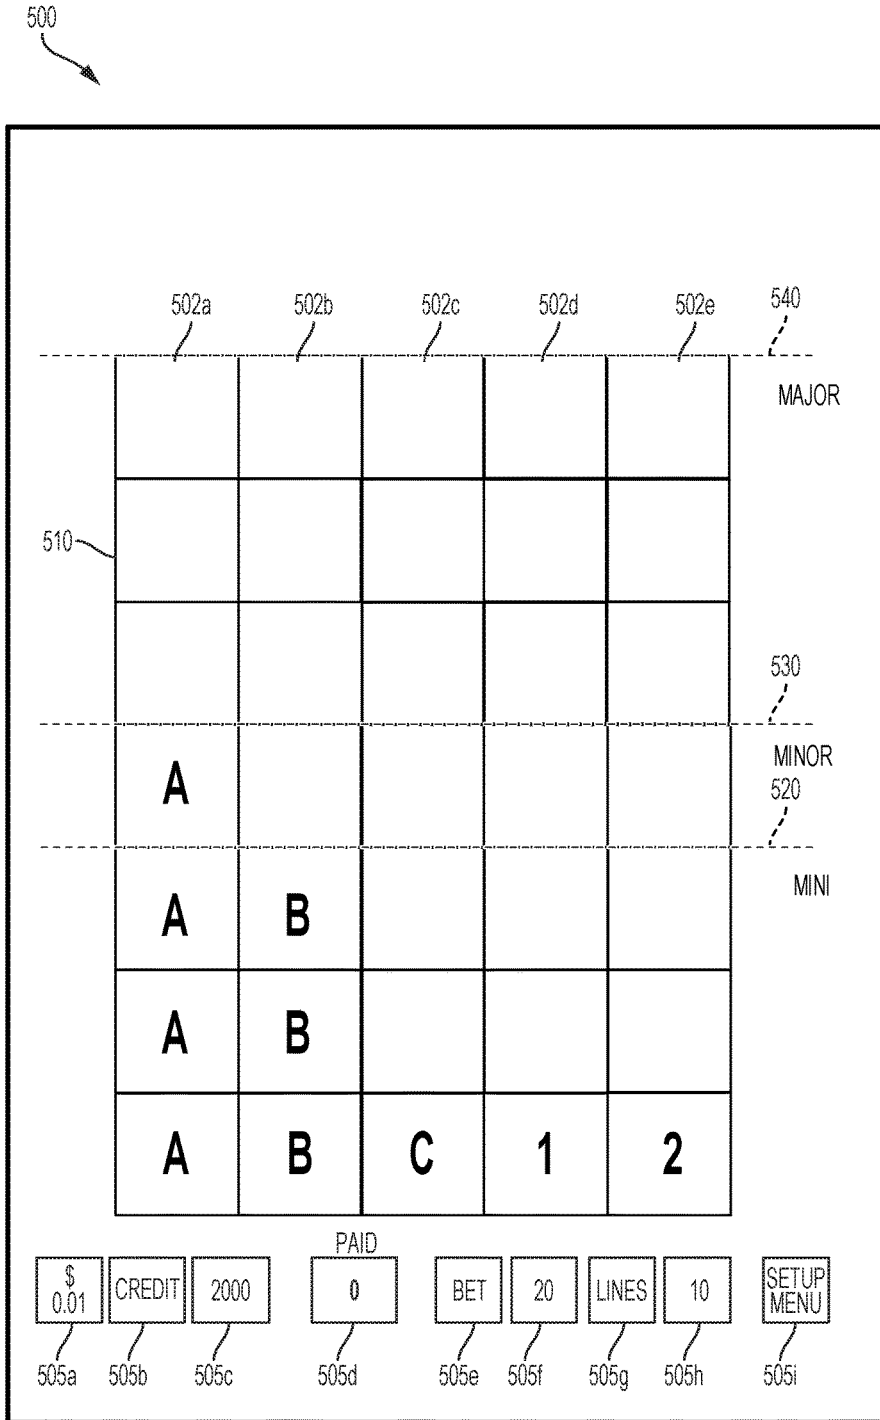 500
502a 502b 502c 502d 502e 540
MAJOR
510
530
MINOR
A
520
MINI
A B
A B
A B C 1 2
PAID
$ 0.01 CREDIT 2000 0 BET 20 LINES 10 SETUP MENU
505a 505b 505c 505d 505e 505f 505g 505h 505i